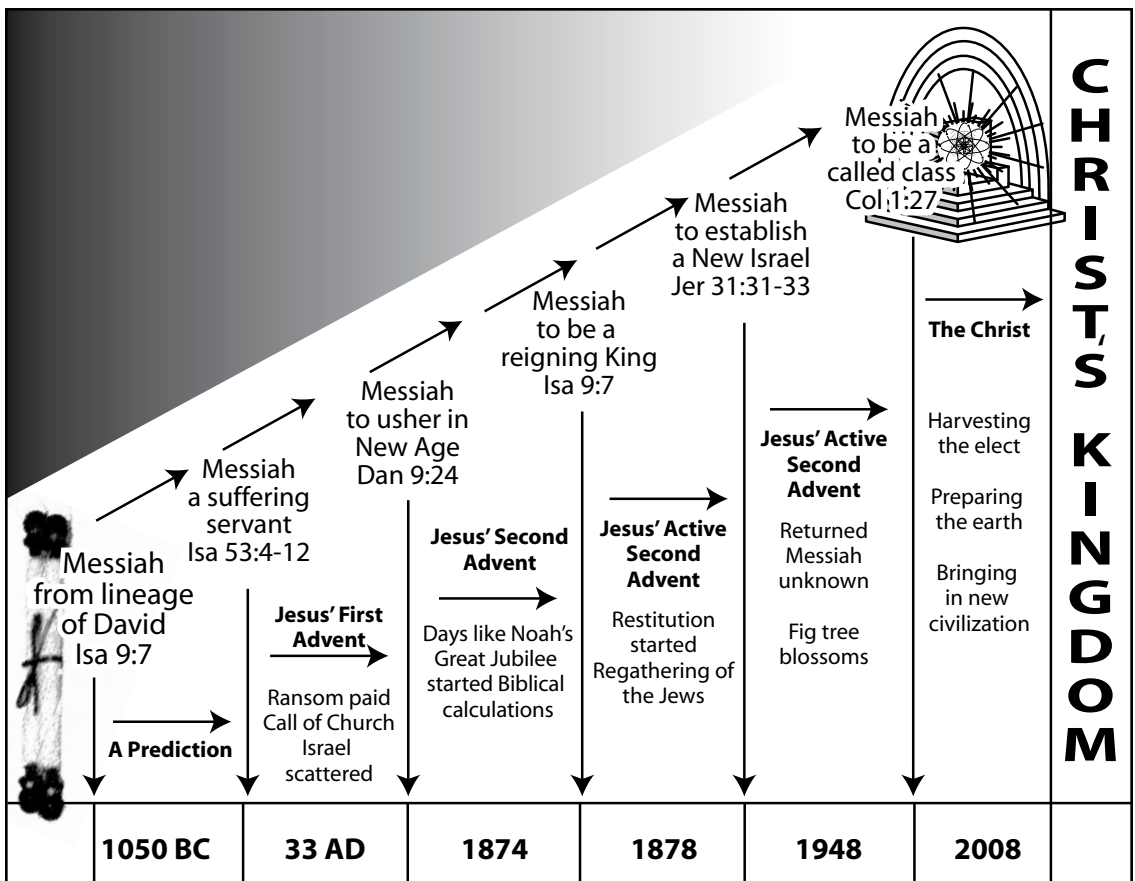 Messiah
from lineage
of David
Isa 9:7
A Prediction
Messiah
a suffering
servant
Isa 53:4-12
Jesus' First
Advent
Ransom paid
Call of Church
Israel
scattered
Messiah
to usher in
New Age
Dan 9:24
Jesus' Second
Advent
Days like Noah's
Great Jubilee
started Biblical
calculations
Messiah
to be a
reigning King
Isa 9:7
Jesus' Active
Second
Advent
Restitution
started
Regathering of
the Jews
Messiah
to establish
a New Israel
Jer 31:31-33
Jesus' Active
Second
Advent
Returned
Messiah
unknown
Fig tree
blossoms
Messiah
to be a
called class
Col 1:27
The Christ
Harvesting
the elect
Preparing
the earth
Bringing
in new
civilization
CHRIST'S KINGDOM
1050 BC
33 AD
1874
1878
1948
2008